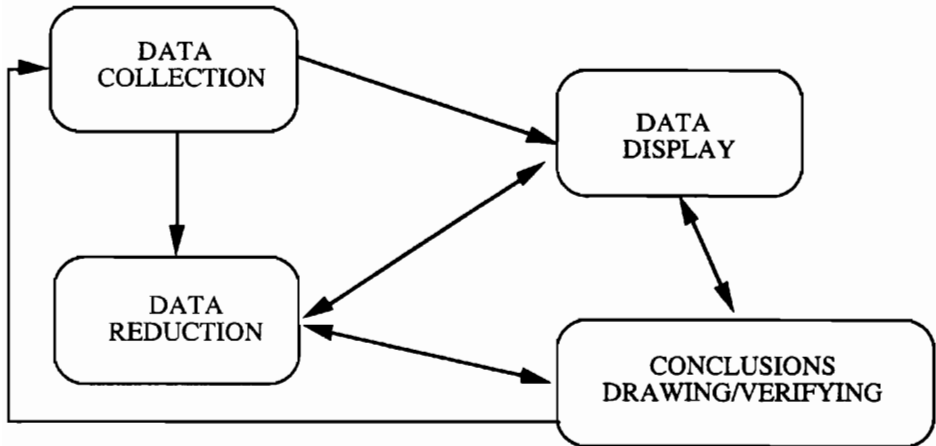 DATA
COLLECTION
DATA
DISPLAY
DATA
REDUCTION
CONCLUSIONS
DRAWING/VERIFYING